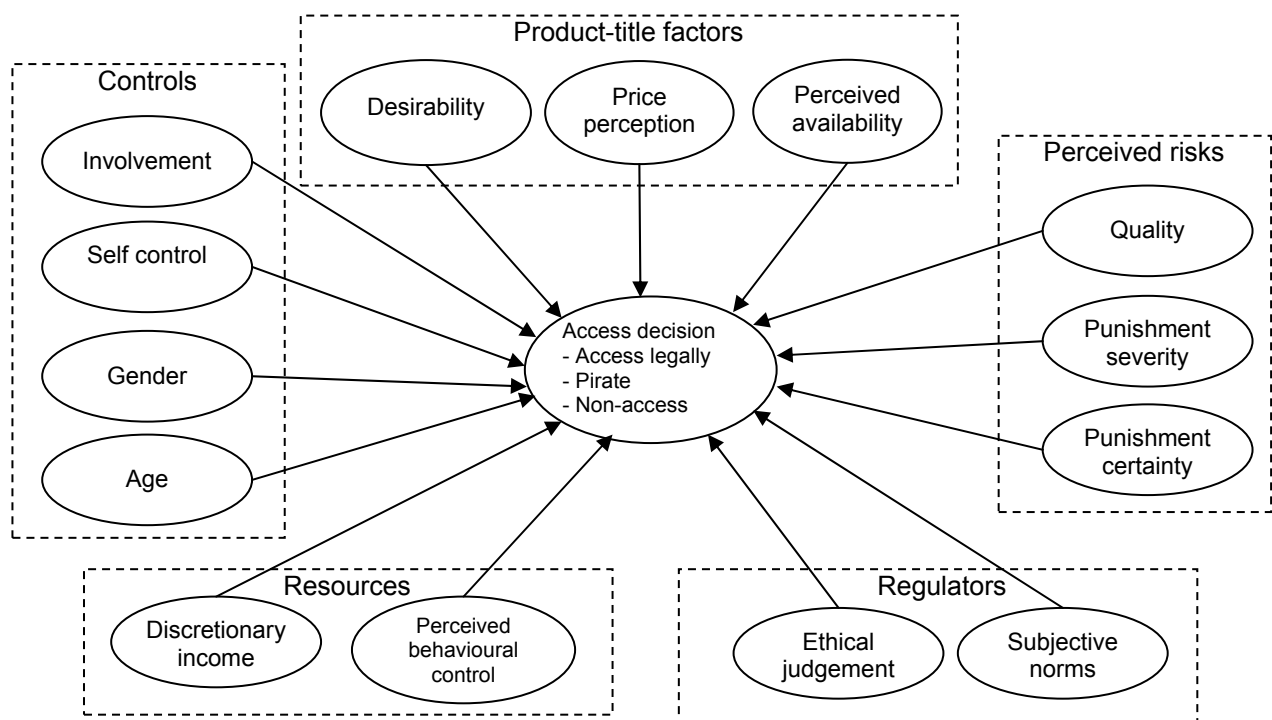 Product-title factors
Desirability
Price
perception
Perceived
availability
Controls
Involvement
Self control
Gender
Age
Perceived risks
Quality
Punishment
severity
Punishment
certainty
Access decision
- Access legally
- Pirate
- Non-access
Resources
Discretionary
income
Perceived
behavioural
control
Regulators
Ethical
judgement
Subjective
norms